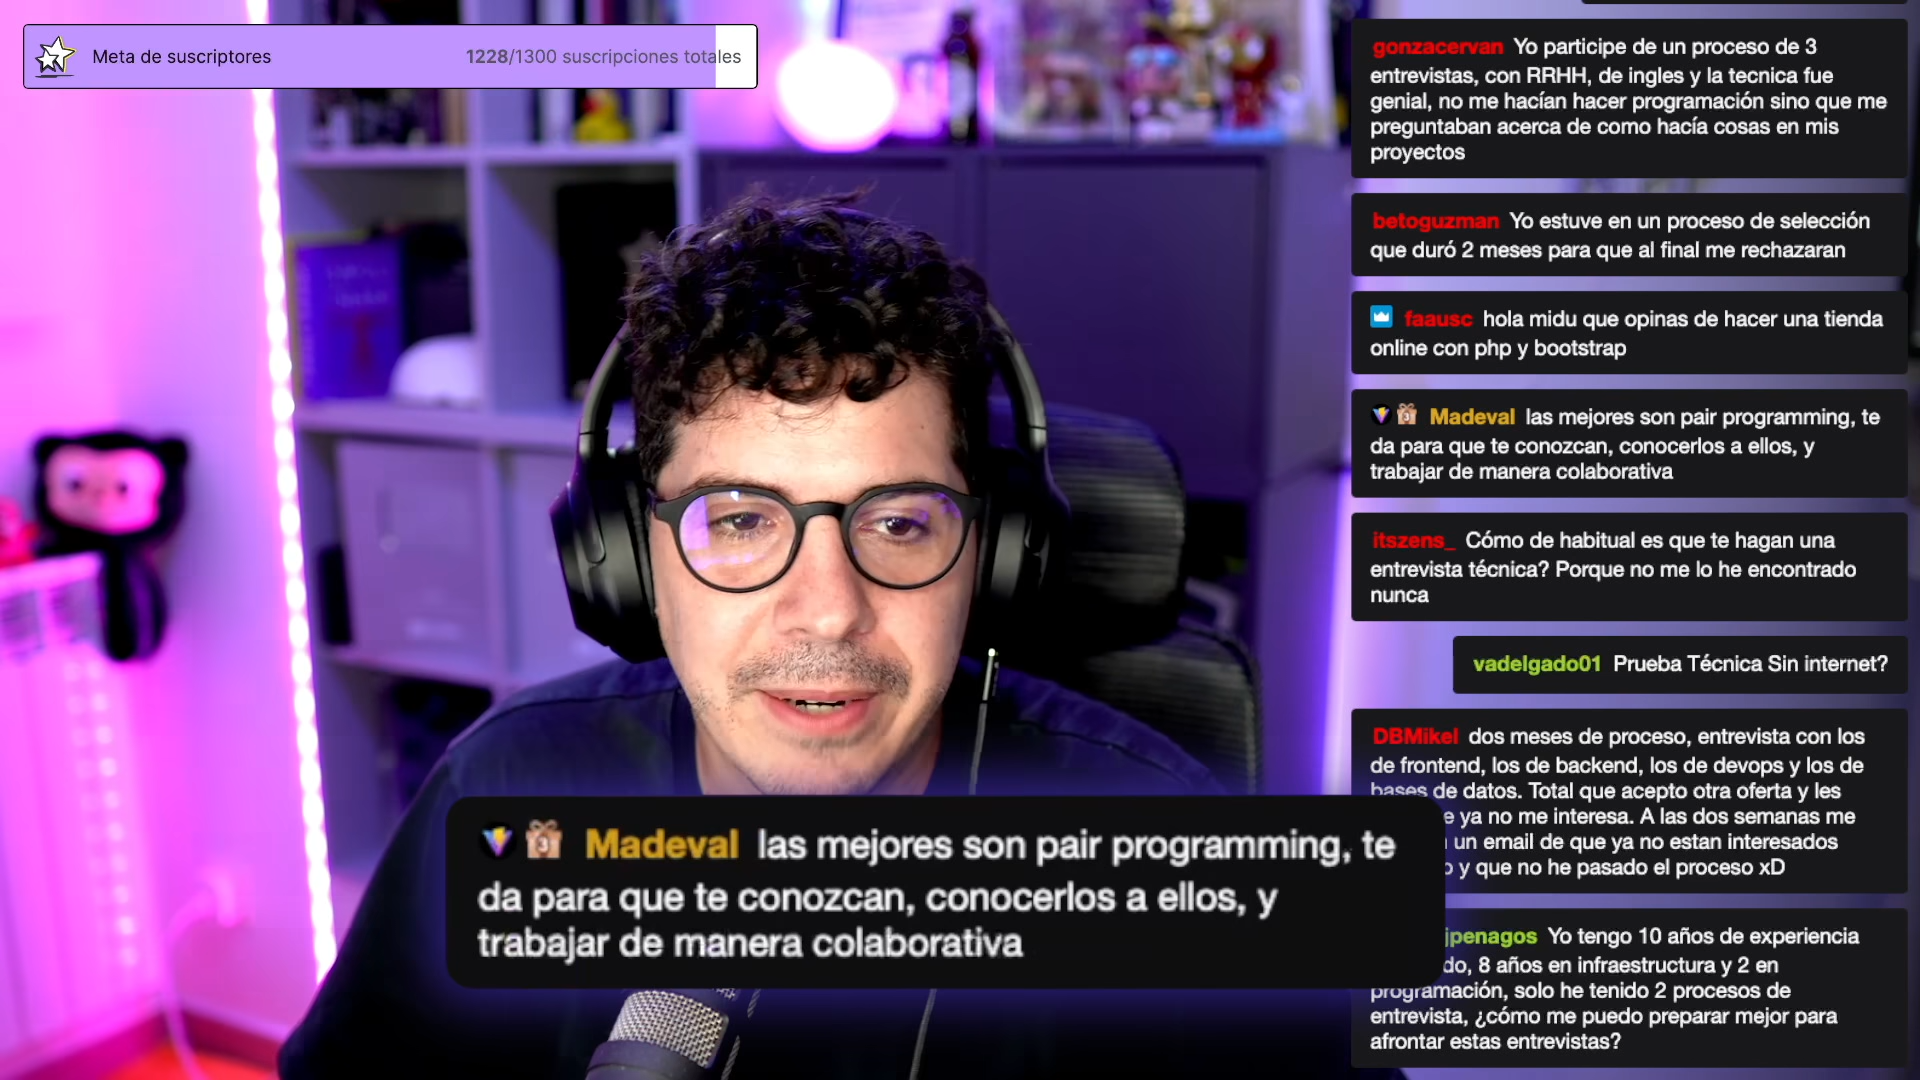 Meta de suscriptores
1228/1300 suscripciones totales
gonzacervan Yo participe de un proceso de 3
entrevistas, con RRHH, de ingles y la tecnica fue
genial, no me hacían hacer programación sino que me
preguntaban acerca de como hacía cosas en mis
proyectos
betoguzman Yo estuve en un proceso de selección
que duró 2 meses para que al final me rechazaran
faausc hola midu que opinas de hacer una tienda
online con php y bootstrap
Madeval las mejores son pair programming, te
da para que te conozcan, conocerlos a ellos, y
trabajar de manera colaborativa
itszens_ Cómo de habitual es que te hagan una
entrevista técnica? Porque no me lo he encontrado
nunca
vadelgado01 Prueba Técnica Sin internet?
DBMikel dos meses de proceso, entrevista con los
de frontend, los de backend, los de devops y los de
bases de datos. Total que acepto otra oferta y les
e ya no me interesa. A las dos semanas me
un email de que ya no estan interesados
y que no he pasado el proceso xD
jpenagos Yo tengo 10 años de experiencia
do, 8 años en infraestructura y 2 en
programación, solo he tenido 2 procesos de
entrevista, ¿cómo me puedo preparar mejor para
afrontar estas entrevistas?
3 Madeval las mejores son pair programming, te
da para que te conozcan, conocerlos a ellos, y
trabajar de manera colaborativa